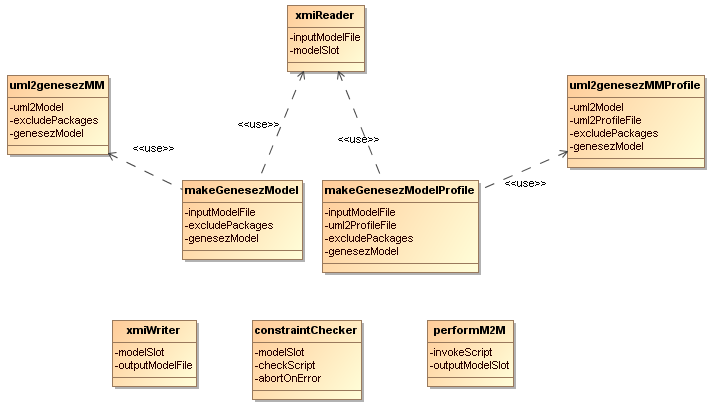 xmiReader
-inputModelFile
-modelSlot
uml2genesezMM
-uml2Model
-excludePackages
-genesezModel
uml2genesezMMProfile
-uml2Model
-uml2ProfileFile
-excludePackages
-genesezModel
<<use>>
<<use>>
<<use>>
<<use>>
makeGenesezModel
-inputModelFile
-excludePackages
-genesezModel
makeGenesezModelProfile
-inputModelFile
-uml2ProfileFile
-excludePackages
-genesezModel
xmiWriter
-modelSlot
-outputModelFile
constraintChecker
-modelSlot
-checkScript
-abortOnError
performM2M
-invokeScript
-outputModelSlot